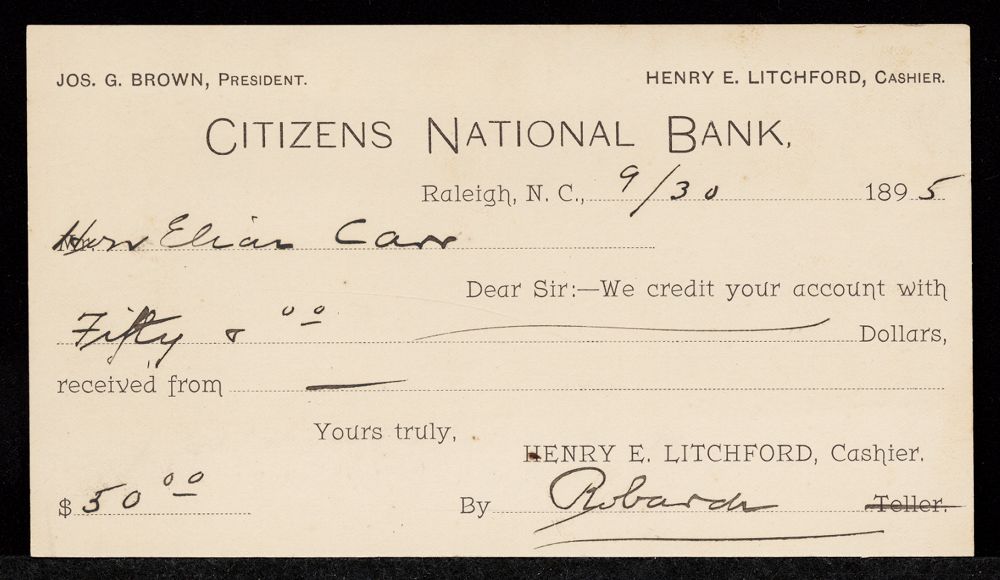 JOS. G. BROWN, PRESIDENT. HENRY E. LITCHFORD, CASHIER.
CITIZENS NATIONAL BANK,
Raleigh, N. C., 9/30 1895
Hon Elias Carr
Dear Sir:—We credit your account with
Fifty & 00 Dollars,
received from —
Yours truly,
HENRY E. LITCHFORD, Cashier.
$ 50 00 By Robards Teller.